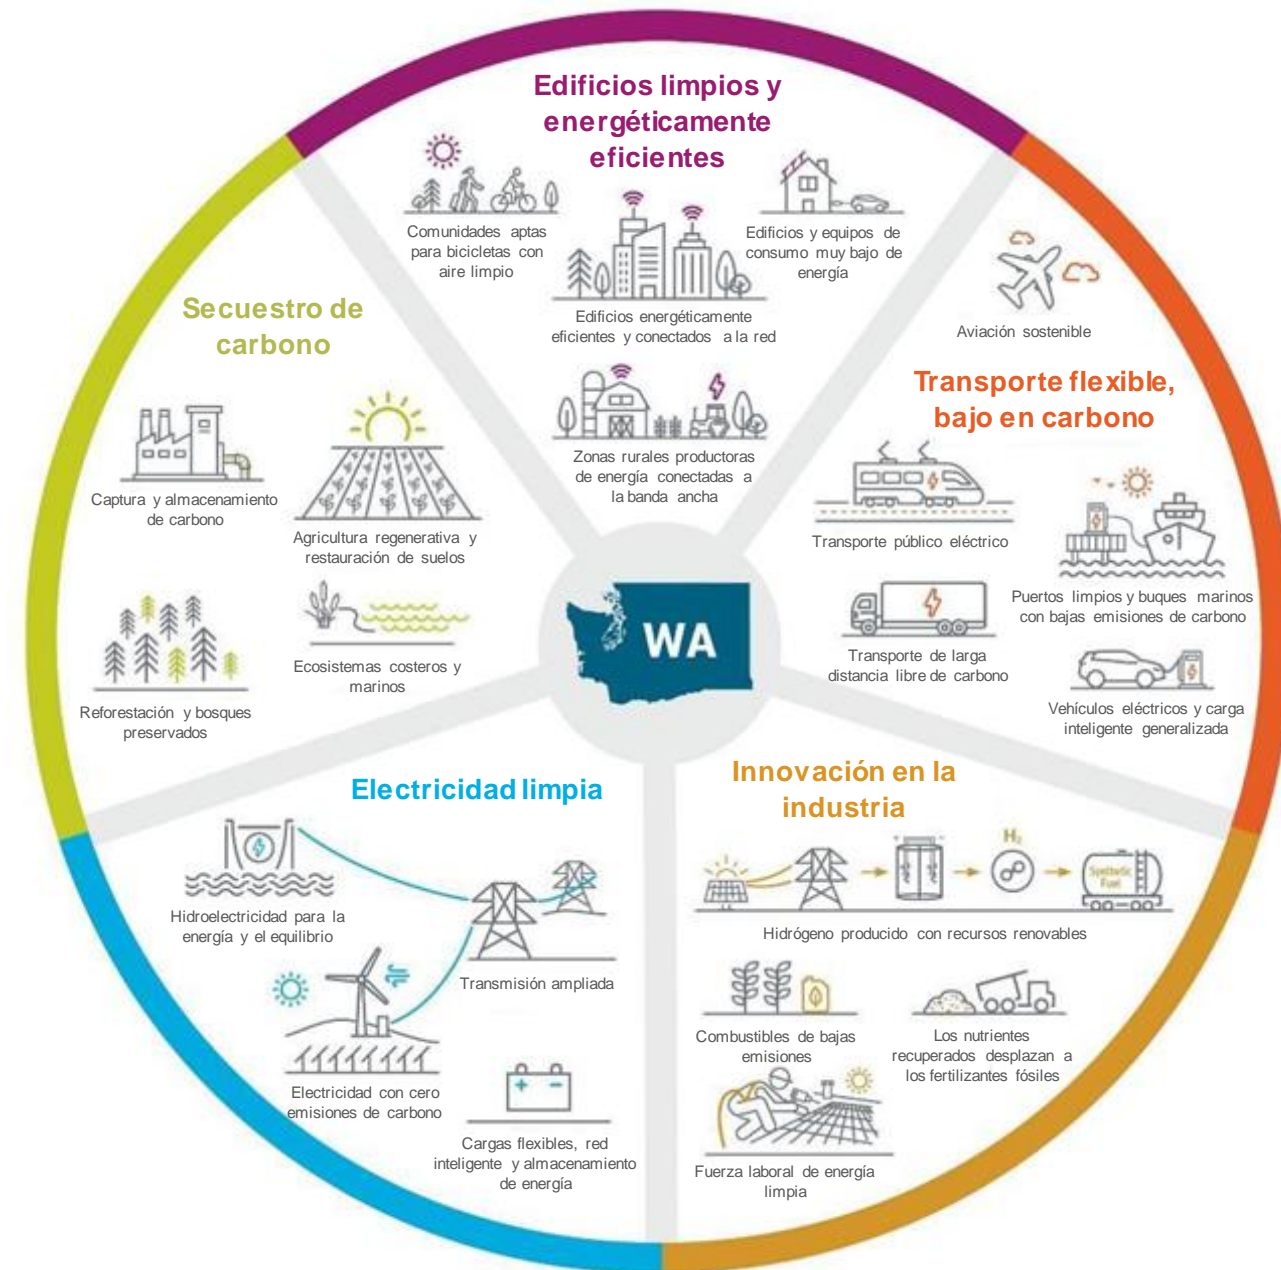 Edificios limpios y
energéticamente
eficientes
Comunidades aptas
para bicicletas con
aire limpio
Edificios energéticamente
eficientes y conectados a la red
Edificios y equipos de
consumo muy bajo de
energía
Zonas rurales productoras
de energía conectadas a
la banda ancha
Aviación sostenible
Transporte flexible,
bajo en carbono
Transporte público eléctrico
Puertos limpios y buques marinos
con bajas emisiones de carbono
Transporte de larga
distancia libre de carbono
Vehículos eléctricos y carga
inteligente generalizada
Secuestro de
carbono
Captura y almacenamiento
de carbono
Agricultura regenerativa y
restauración de suelos
Reforestación y bosques
preservados
Ecosistemas costeros y
marinos
WA
Electricidad limpia
Hidroelectricidad para la
energía y el equilibrio
Transmisión ampliada
Electricidad con cero
emisiones de carbono
+ -
Cargas flexibles, red
inteligente y almacenamiento
de energía
Innovación en la
industria
H₂
Synthetic
Fuel
Hidrógeno producido con recursos renovables
Combustibles de bajas
emisiones
Los nutrientes
recuperados desplazan a
los fertilizantes fósiles
Fuerza laboral de energía
limpia